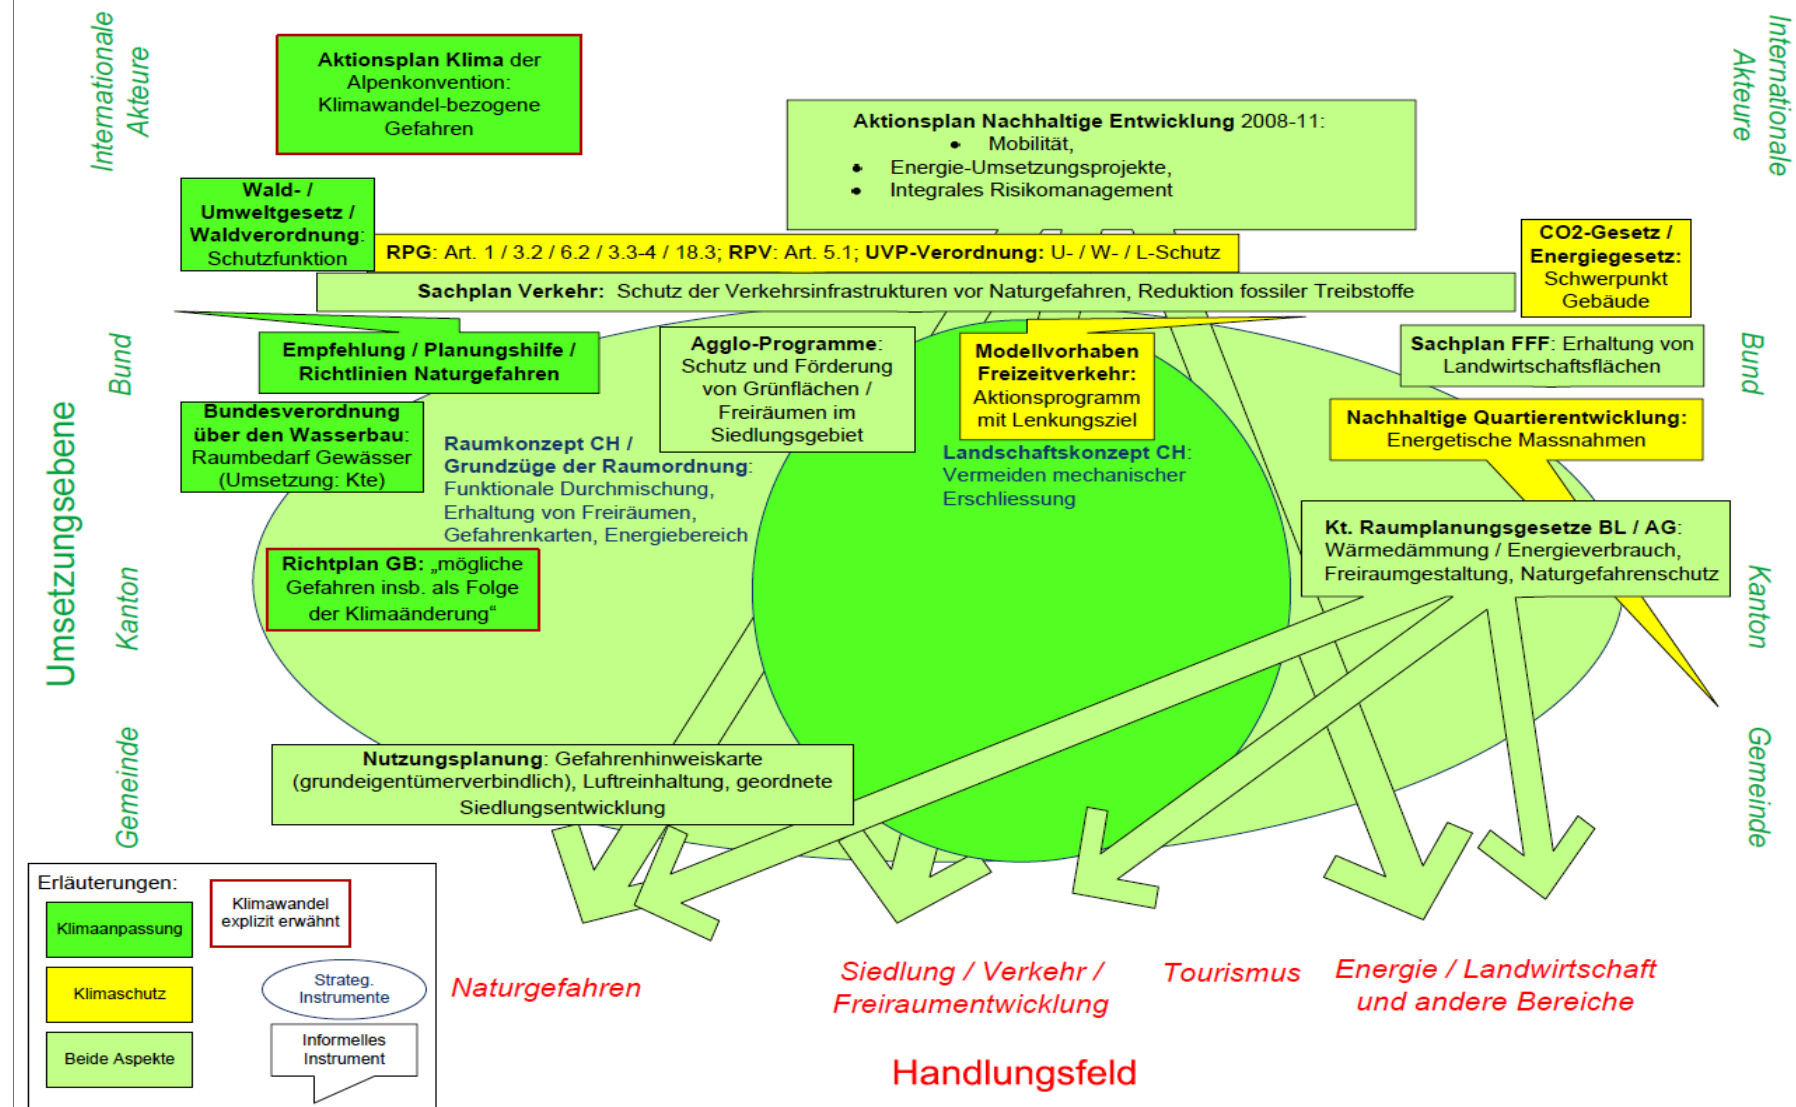 Internationale
Akteure
Aktionsplan Klima der
Alpenkonvention:
Klimawandel-bezogene
Gefahren
Internationale
Akteure
Aktionsplan Nachhaltige Entwicklung 2008-11:
• Mobilität,
• Energie-Umsetzungsprojekte,
• Integrales Risikomanagement
Wald- /
Umweltgesetz /
Waldverordnung:
Schutzfunktion
RPG: Art. 1 / 3.2 / 6.2 / 3.3-4 / 18.3; RPV: Art. 5.1; UVP-Verordnung: U- / W- / L-Schutz
CO2-Gesetz /
Energiegesetz:
Schwerpunkt
Gebäude
Sachplan Verkehr: Schutz der Verkehrsinfrastrukturen vor Naturgefahren, Reduktion fossiler Treibstoffe
Umsetzungsebene
Bund
Empfehlung / Planungshilfe /
Richtlinien Naturgefahren
Agglo-Programme:
Schutz und Förderung
von Grünflächen /
Freiräumen im
Siedlungsgebiet
Modellvorhaben
Freizeitverkehr:
Aktionsprogramm
mit Lenkungsziel
Sachplan FFF: Erhaltung von
Landwirtschaftsflächen
Bund
Bundesverordnung
über den Wasserbau:
Raumbedarf Gewässer
(Umsetzung: Kte)
Raumkonzept CH /
Grundzüge der Raumordnung:
Funktionale Durchmischung,
Erhaltung von Freiräumen,
Gefahrenkarten, Energiebereich
Landschaftskonzept CH:
Vermeiden mechanischer
Erschliessung
Nachhaltige Quartierentwicklung:
Energetische Massnahmen
Kt. Raumplanungsgesetze BL / AG:
Wärmedämmung / Energieverbrauch,
Freiraumgestaltung, Naturgefahrenschutz
Kanton
Richtplan GB: „mögliche
Gefahren insb. als Folge
der Klimaänderung“
Kanton
Gemeinde
Nutzungsplanung: Gefahrenhinweiskarte
(grundeigentümerverbindlich), Luftreinhaltung, geordnete
Siedlungsentwicklung
Gemeinde
Erläuterungen:
Klimaanpassung
Klimawandel
explizit erwähnt
Klimaschutz
Strateg.
Instrumente
Beide Aspekte
Informelles
Instrument
Naturgefahren
Siedlung / Verkehr /
Freiraumentwicklung
Tourismus
Energie / Landwirtschaft
und andere Bereiche
Handlungsfeld